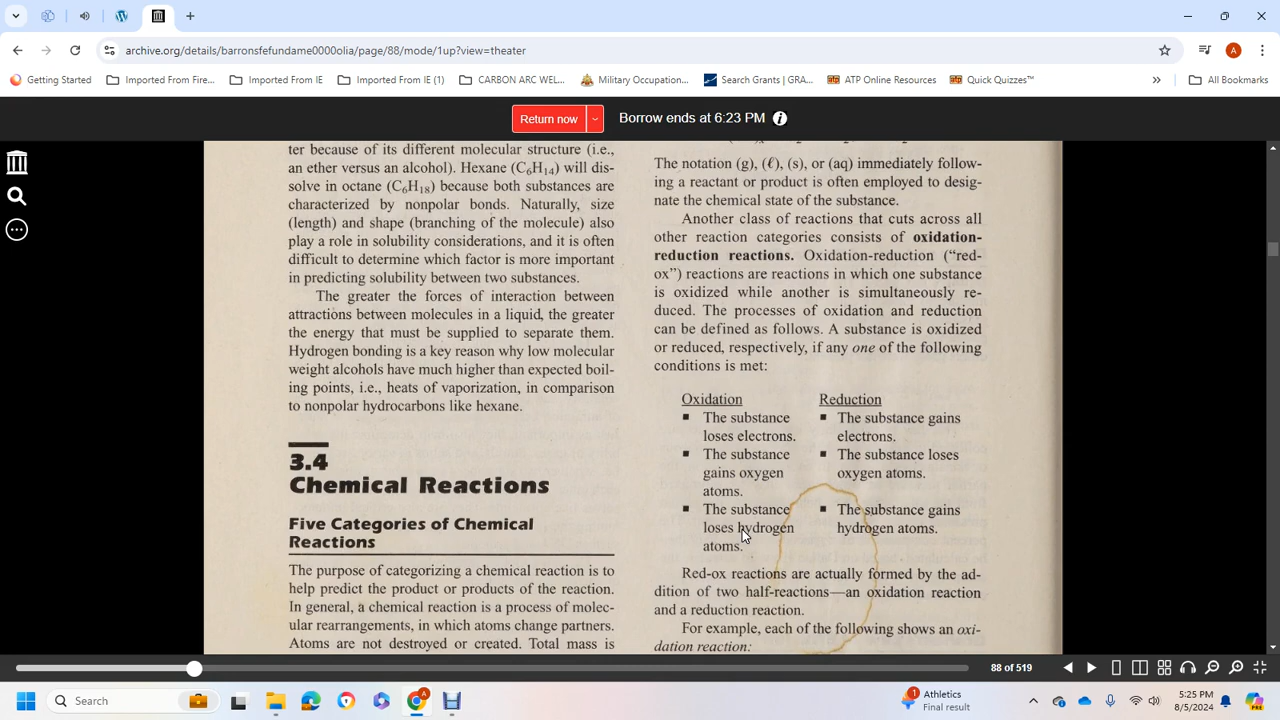 archive.org/details/barronsfefundame0000olia/page/88/mode/1up?view=theater
A
Getting Started
Imported From Fire...
Imported From IE
Imported From IE (1)
CARBON ARC WEL...
Military Occupation...
Search Grants | GRA...
ATP Online Resources
Quick Quizzes™
»
All Bookmarks
Return now
Borrow ends at 6:23 PM
ter because of its different molecular structure (i.e.,
an ether versus an alcohol). Hexane (C₆H₁₄) will dis-
solve in octane (C₆H₁₈) because both substances are
characterized by nonpolar bonds. Naturally, size
(length) and shape (branching of the molecule) also
play a role in solubility considerations, and it is often
difficult to determine which factor is more important
in predicting solubility between two substances.
The greater the forces of interaction between
attractions between molecules in a liquid, the greater
the energy that must be supplied to separate them.
Hydrogen bonding is a key reason why low molecular
weight alcohols have much higher than expected boil-
ing points, i.e., heats of vaporization, in comparison
to nonpolar hydrocarbons like hexane.
3.4
Chemical Reactions
Five Categories of Chemical
Reactions
The purpose of categorizing a chemical reaction is to
help predict the product or products of the reaction.
In general, a chemical reaction is a process of molec-
ular rearrangements, in which atoms change partners.
Atoms are not destroyed or created. Total mass is
The notation (g), (ℓ), (s), or (aq) immediately follow-
ing a reactant or product is often employed to desig-
nate the chemical state of the substance.
Another class of reactions that cuts across all
other reaction categories consists of oxidation-
reduction reactions. Oxidation-reduction (“red-
ox”) reactions are reactions in which one substance
is oxidized while another is simultaneously re-
duced. The processes of oxidation and reduction
can be defined as follows. A substance is oxidized
or reduced, respectively, if any one of the following
conditions is met:
Oxidation
▪ The substance
loses electrons.
▪ The substance
gains oxygen
atoms.
▪ The substance
loses hydrogen
atoms.
Reduction
▪ The substance gains
electrons.
▪ The substance loses
oxygen atoms.
▪ The substance gains
hydrogen atoms.
Red-ox reactions are actually formed by the ad-
dition of two half-reactions—an oxidation reaction
and a reduction reaction.
For example, each of the following shows an oxi-
dation reaction:
88 of 519
Search
1
Athletics
Final result
5:25 PM
8/5/2024